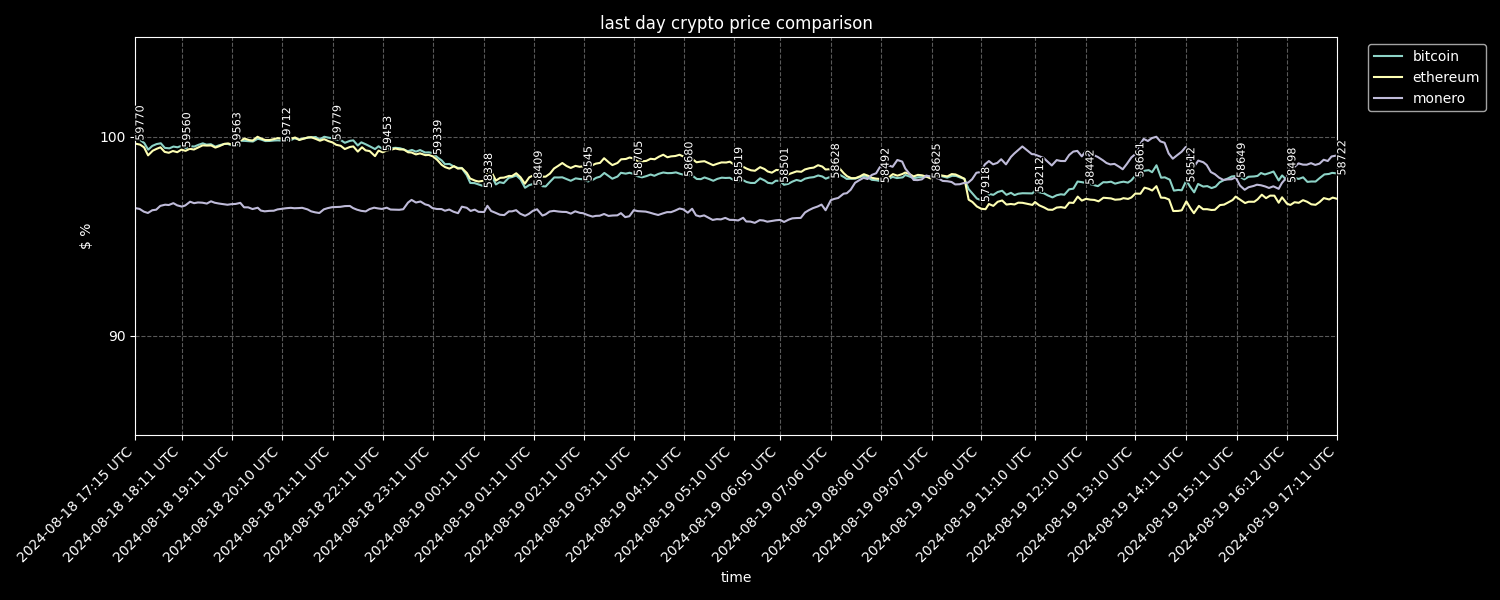 last day crypto price comparison
bitcoin
ethereum
monero
100
90
$ %
59770
59560
59563
59712
59779
59453
59339
58338
58409
58545
58705
58680
58519
58501
58628
58492
58625
57918
58212
58442
58661
58512
58649
58498
58722
2024-08-18 17:15 UTC
2024-08-18 18:11 UTC
2024-08-18 19:11 UTC
2024-08-18 20:10 UTC
2024-08-18 21:11 UTC
2024-08-18 22:11 UTC
2024-08-18 23:11 UTC
2024-08-19 00:11 UTC
2024-08-19 01:11 UTC
2024-08-19 02:11 UTC
2024-08-19 03:11 UTC
2024-08-19 04:11 UTC
2024-08-19 05:10 UTC
2024-08-19 06:05 UTC
2024-08-19 07:06 UTC
2024-08-19 08:06 UTC
2024-08-19 09:07 UTC
2024-08-19 10:06 UTC
2024-08-19 11:10 UTC
2024-08-19 12:10 UTC
2024-08-19 13:10 UTC
2024-08-19 14:11 UTC
2024-08-19 15:11 UTC
2024-08-19 16:12 UTC
2024-08-19 17:11 UTC
time